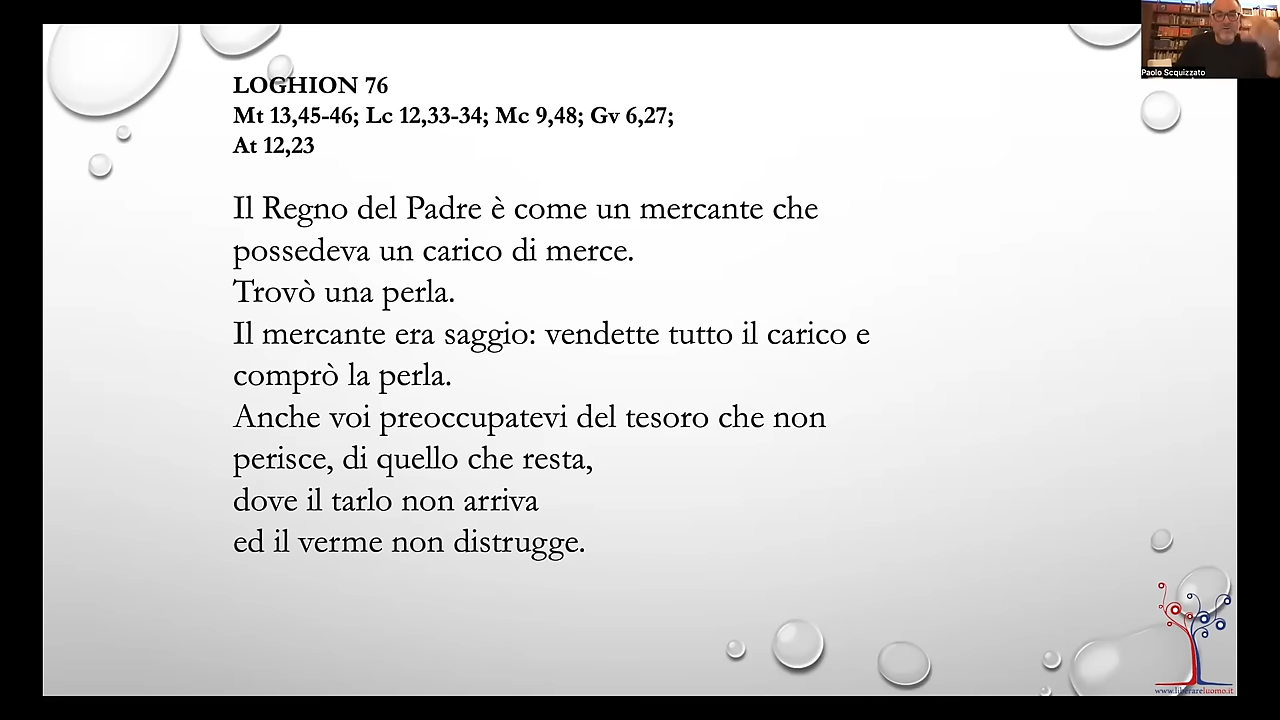 Paolo Scquizzato
LOGHION 76
Mt 13,45-46; Lc 12,33-34; Mc 9,48; Gv 6,27;
At 12,23
Il Regno del Padre è come un mercante che
possedeva un carico di merce.
Trovò una perla.
Il mercante era saggio: vendette tutto il carico e
comprò la perla.
Anche voi preoccupatevi del tesoro che non
perisce, di quello che resta,
dove il tarlo non arriva
ed il verme non distrugge.
www.liberareluomo.it